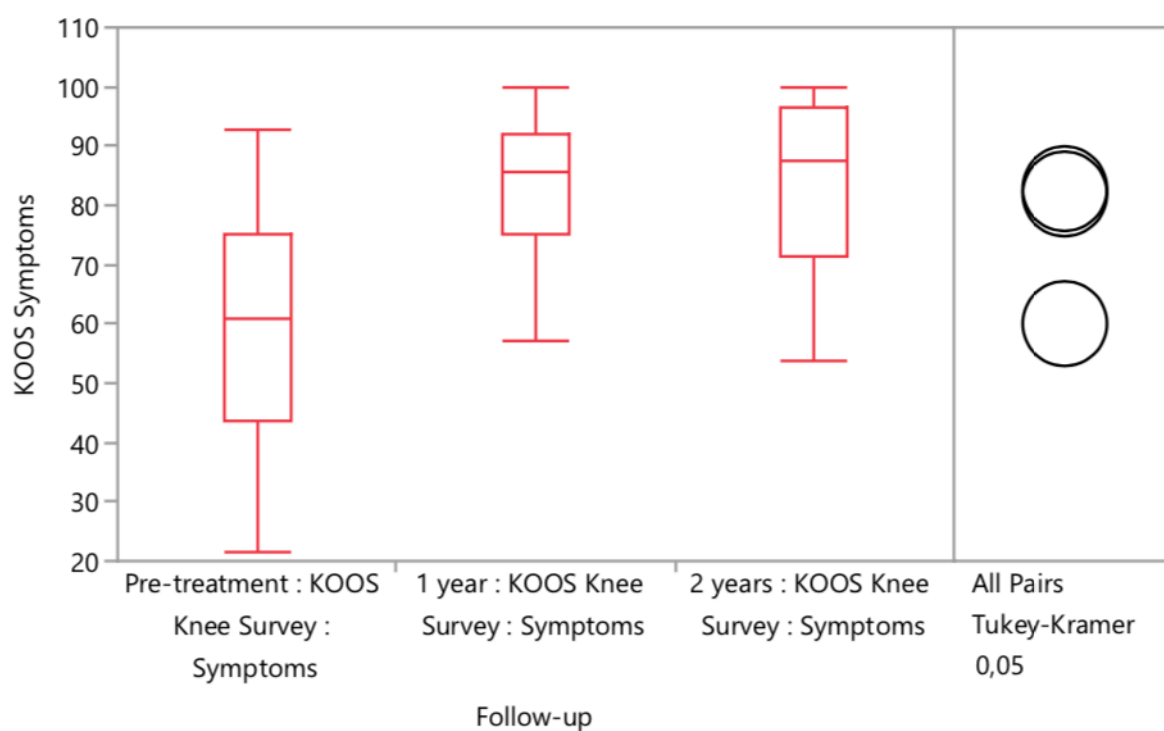 110
100
90
80
70
60
50
40
30
20
KOOS Symptoms
Pre-treatment : KOOS
Knee Survey :
Symptoms
1 year : KOOS Knee
Survey : Symptoms
2 years : KOOS Knee
Survey : Symptoms
All Pairs
Tukey-Kramer
0,05
Follow-up